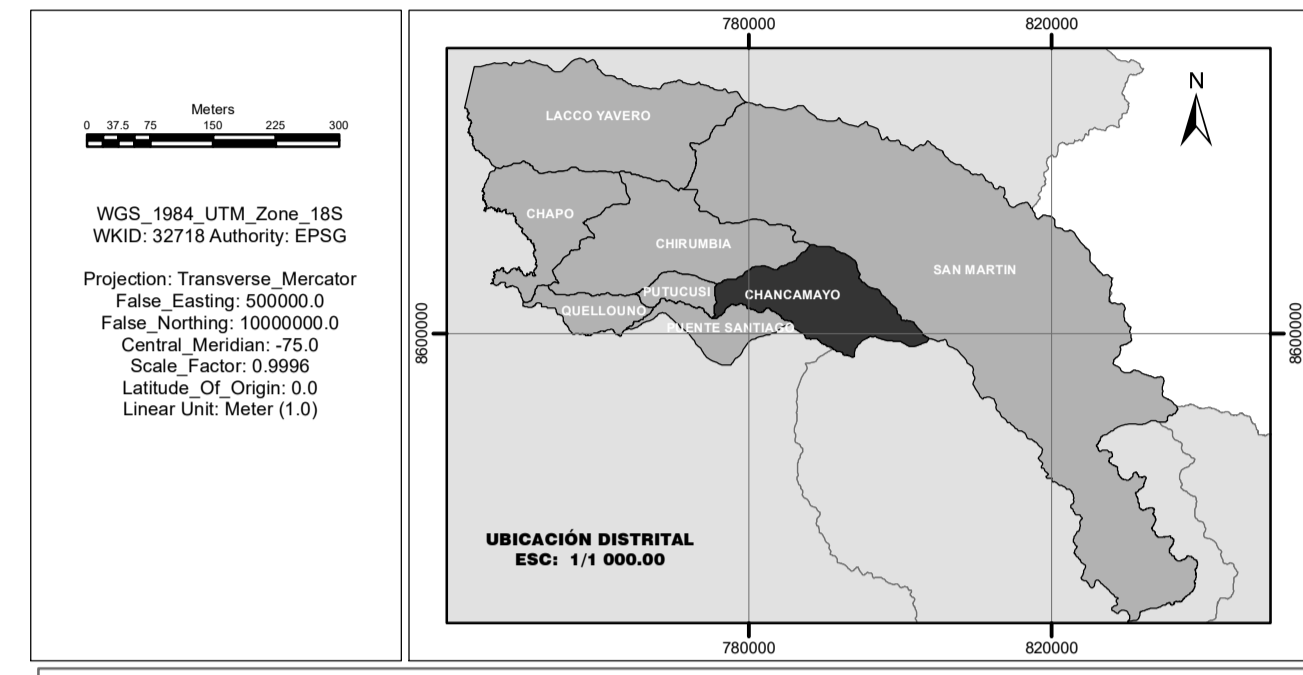 Meters
0 37.5 75 150 225 300
WGS_1984_UTM_Zone_18S
WKID: 32718 Authority: EPSG
Projection: Transverse_Mercator
False_Easting: 500000.0
False_Northing: 10000000.0
Central_Meridian: -75.0
Scale_Factor: 0.9996
Latitude_Of_Origin: 0.0
Linear Unit: Meter (1.0)
780000 820000
N
LACCO YAVERO
CHAPO
CHIRUMBIA
SAN MARTIN
PUTUCUSI
CHANCAMAYO
QUELLOUNO
PUENTE SANTIAGO
8600000 8600000
UBICACIÓN DISTRITAL
ESC: 1/1 000.00
780000 820000